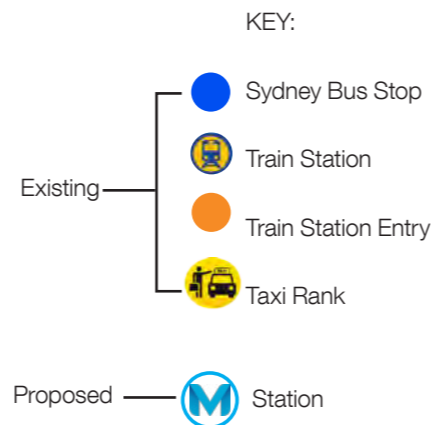 KEY:
Sydney Bus Stop
Train Station
Existing
Train Station Entry
Taxi Rank
Proposed
M
Station